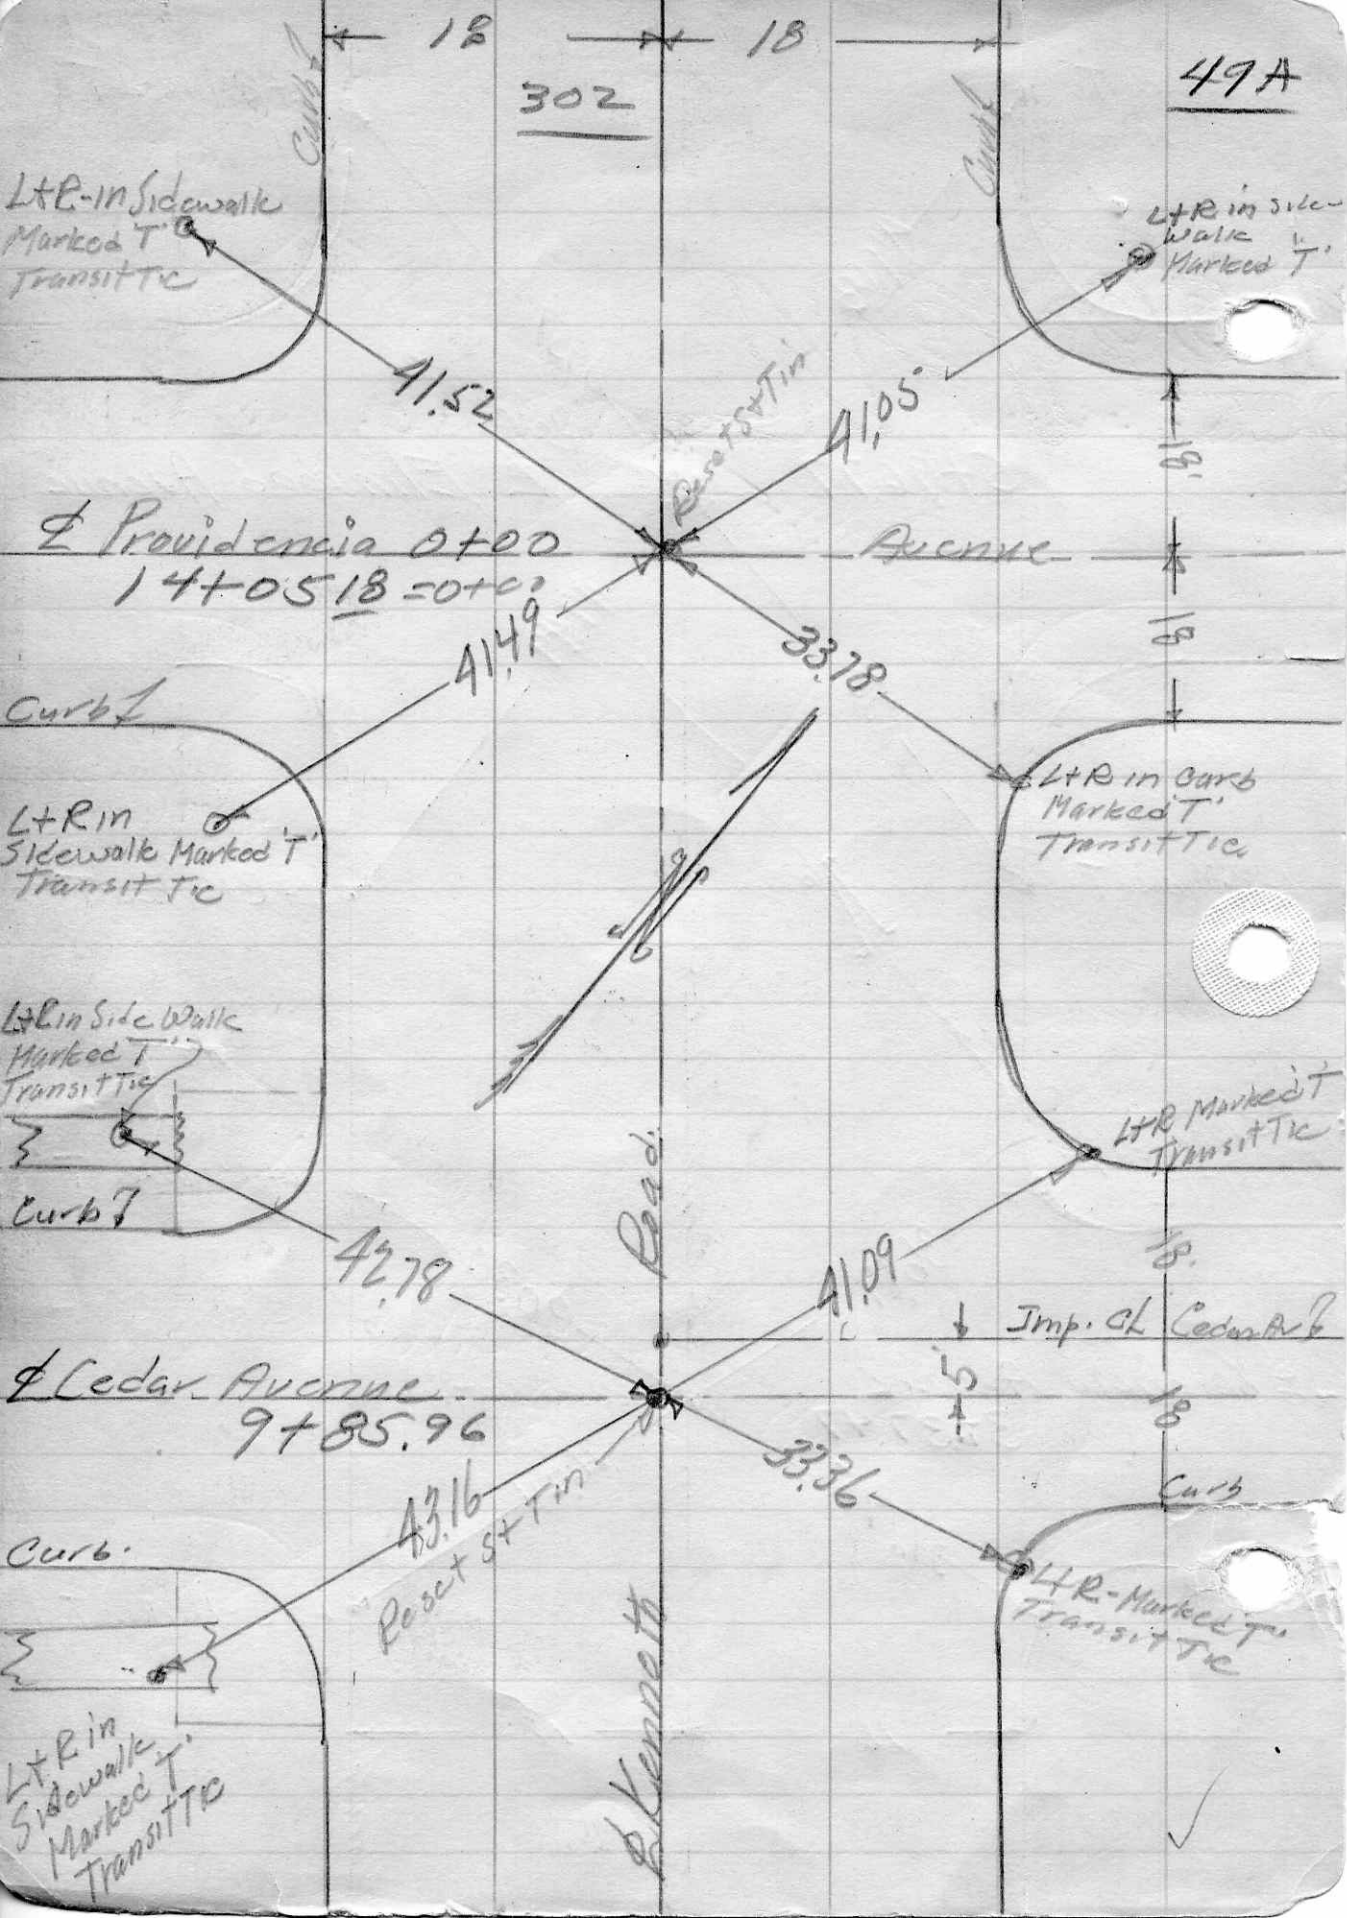 18
18
302
49A
Curb
Curb
L+R-in Sidewalk
Marked 'T'
Transit Tie
L+R in Side-
walk
Marked 'T'
41.52
41.05
Reset S+Tin
18
℄ Providencia 0+00
Avenue
14+05 18 = 0+00
18
41.49
33.78
Curb
L+R in Curb
Marked 'T'
Transit Tie
L+R in
Sidewalk Marked 'T'
Transit Tie
N
L+R in Side Walk
Marked 'T'
Transit Tie
L+R Marked 'T'
Transit Tie
Curb
Road
18
42.78
41.09
Imp. CL Cedar Av
5
℄ Cedar Avenue
9+85.96
18
33.36
43.16
Reset S+Tin
Curb
Curb.
L+R-Marked 'T'
Transit Tie
℄ Kenneth
L+R in
Sidewalk
Marked 'T'
Transit Tie